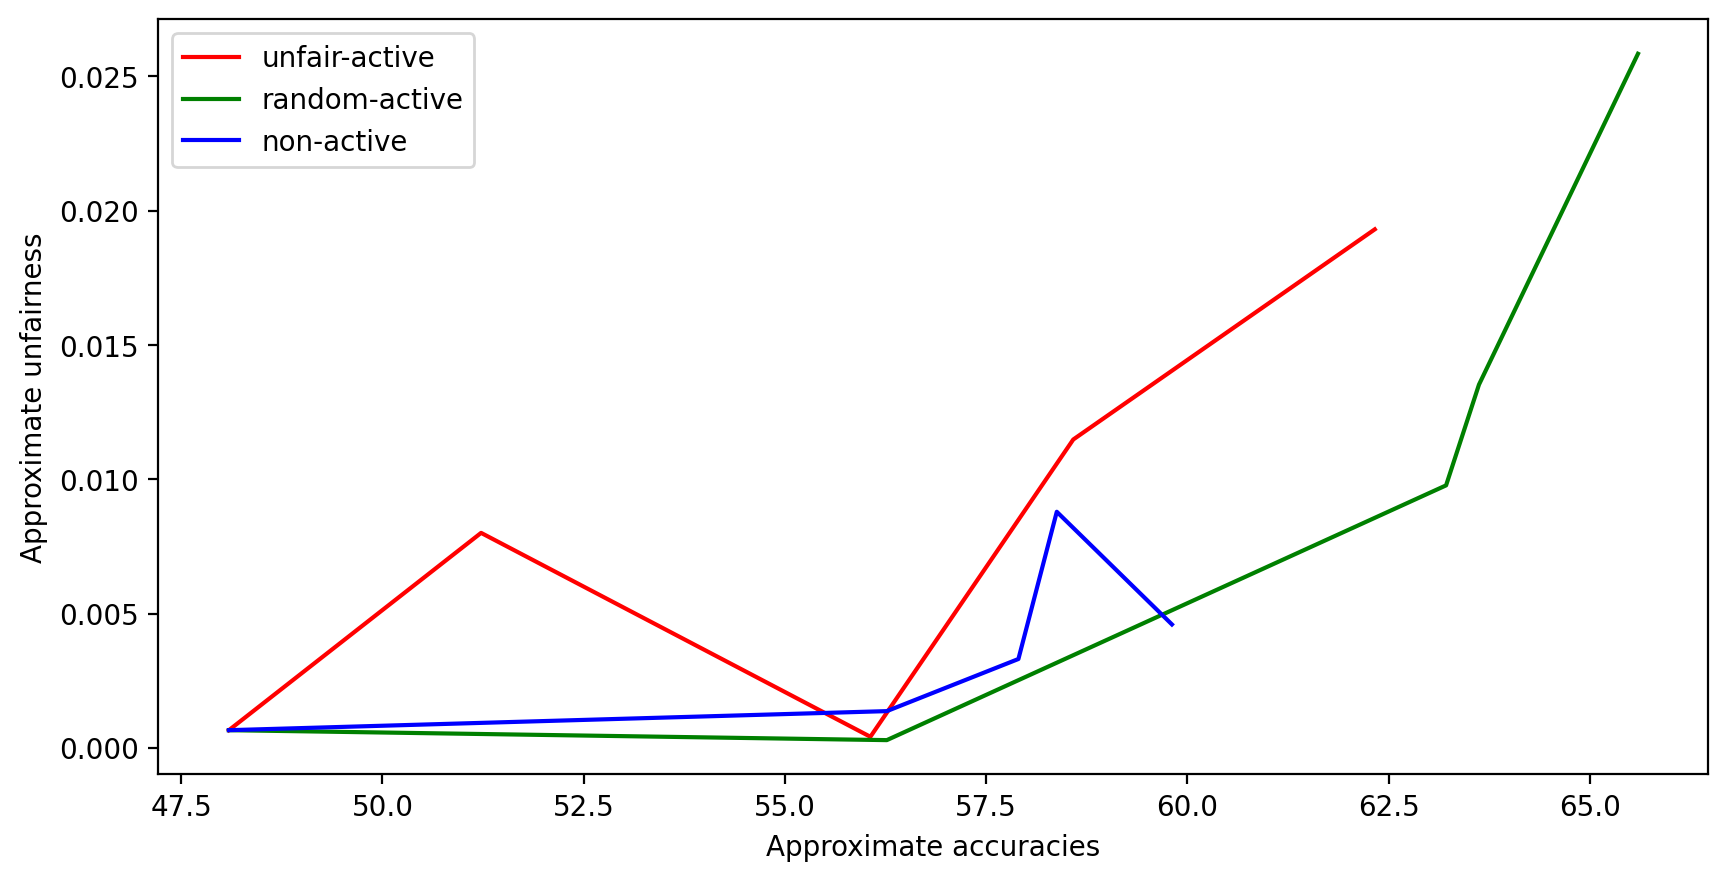 unfair-active
random-active
non-active
0.025
0.020
0.015
0.010
0.005
0.000
Approximate unfairness
47.5 50.0 52.5 55.0 57.5 60.0 62.5 65.0
Approximate accuracies